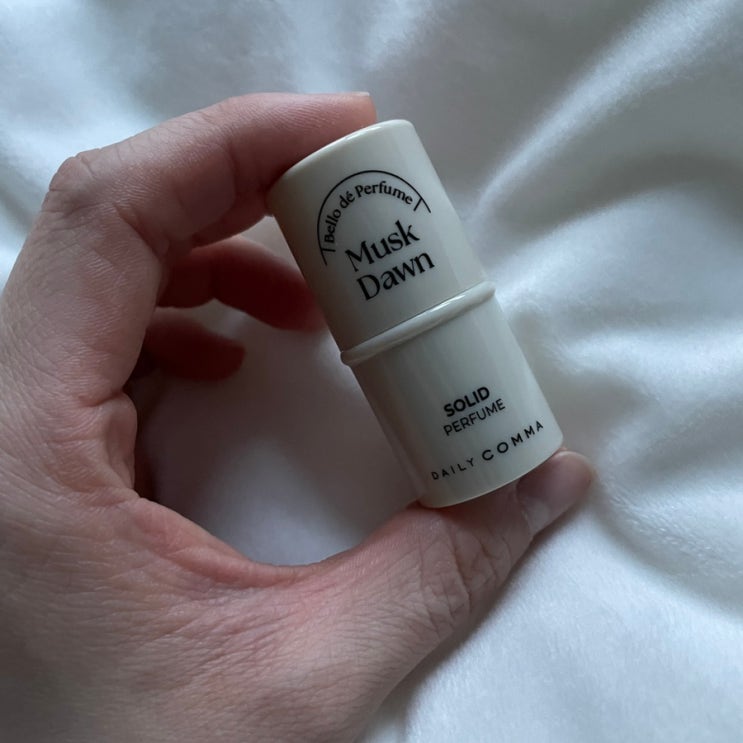 Bello dé Perfume
Musk
Dawn
SOLID
PERFUME
DAILY COMMA